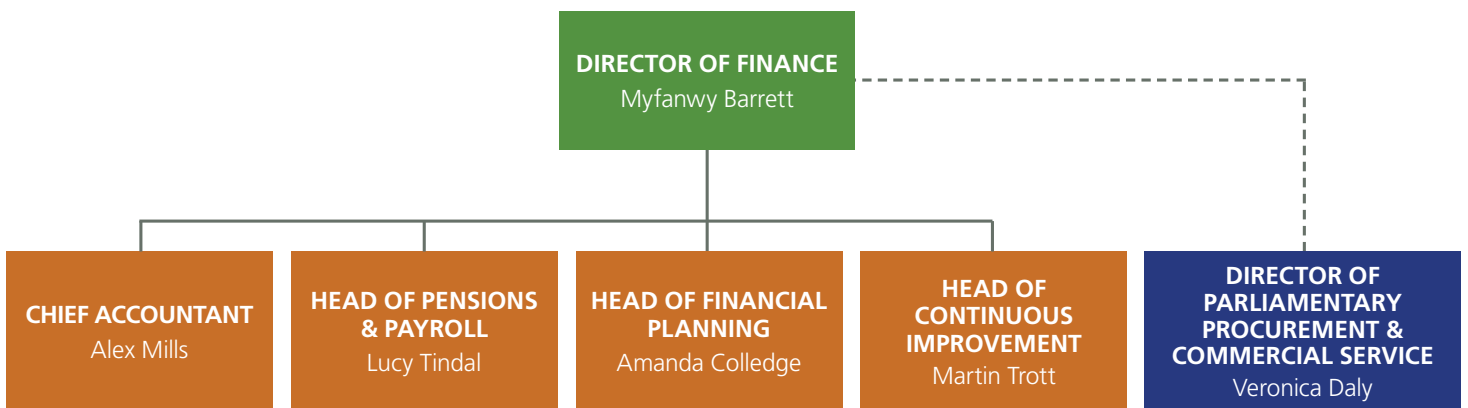 DIRECTOR OF FINANCE
Myfanwy Barrett
CHIEF ACCOUNTANT
Alex Mills
HEAD OF PENSIONS
& PAYROLL
Lucy Tindal
HEAD OF FINANCIAL
PLANNING
Amanda Colledge
HEAD OF
CONTINUOUS
IMPROVEMENT
Martin Trott
DIRECTOR OF
PARLIAMENTARY
PROCUREMENT &
COMMERCIAL SERVICE
Veronica Daly